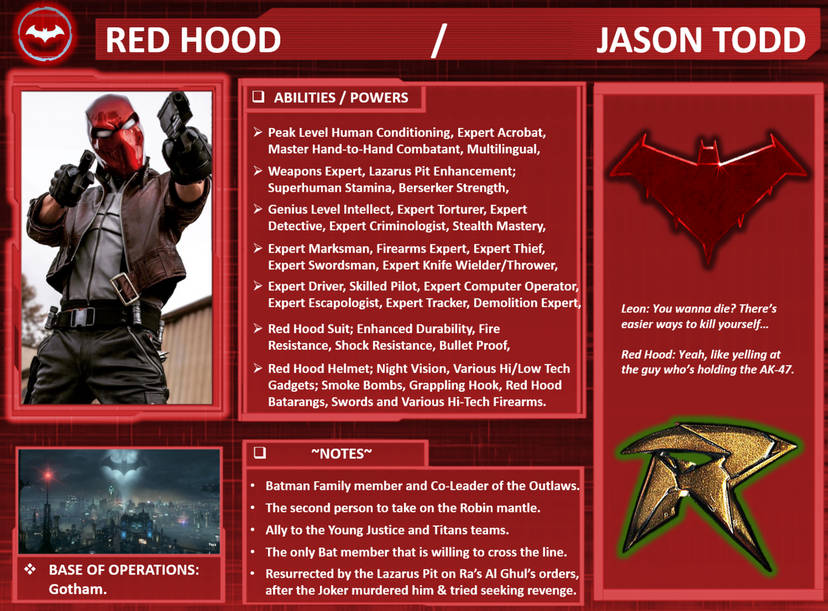 RED HOOD / JASON TODD
ABILITIES / POWERS
Peak Level Human Conditioning, Expert Acrobat,
Master Hand-to-Hand Combatant, Multilingual,
Weapons Expert, Lazarus Pit Enhancement;
Superhuman Stamina, Berserker Strength,
Genius Level Intellect, Expert Torturer, Expert
Detective, Expert Criminologist, Stealth Mastery,
Expert Marksman, Firearms Expert, Expert Thief,
Expert Swordsman, Expert Knife Wielder/Thrower,
Expert Driver, Skilled Pilot, Expert Computer Operator,
Expert Escapologist, Expert Tracker, Demolition Expert,
Red Hood Suit; Enhanced Durability, Fire
Resistance, Shock Resistance, Bullet Proof,
Red Hood Helmet; Night Vision, Various Hi/Low Tech
Gadgets; Smoke Bombs, Grappling Hook, Red Hood
Batarangs, Swords and Various Hi-Tech Firearms.
Leon: You wanna die? There's
easier ways to kill yourself...
Red Hood: Yeah, like yelling at
the guy who's holding the AK-47.
R
BASE OF OPERATIONS:
Gotham.
~NOTES~
• Batman Family member and Co-Leader of the Outlaws.
• The second person to take on the Robin mantle.
• Ally to the Young Justice and Titans teams.
• The only Bat member that is willing to cross the line.
• Resurrected by the Lazarus Pit on Ra's Al Ghul's orders,
after the Joker murdered him & tried seeking revenge.